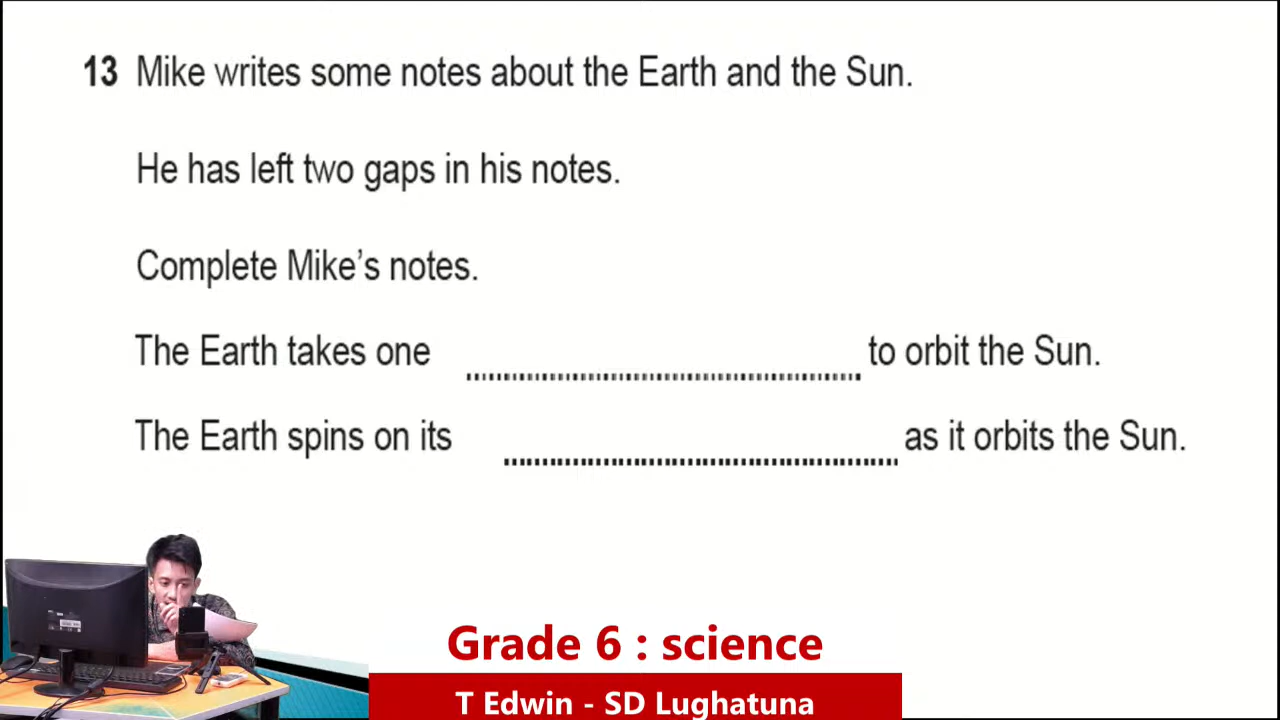 13 Mike writes some notes about the Earth and the Sun.
He has left two gaps in his notes.
Complete Mike's notes.
The Earth takes one ................ to orbit the Sun.
The Earth spins on its ................ as it orbits the Sun.
Grade 6 : science
T Edwin - SD Lughatuna